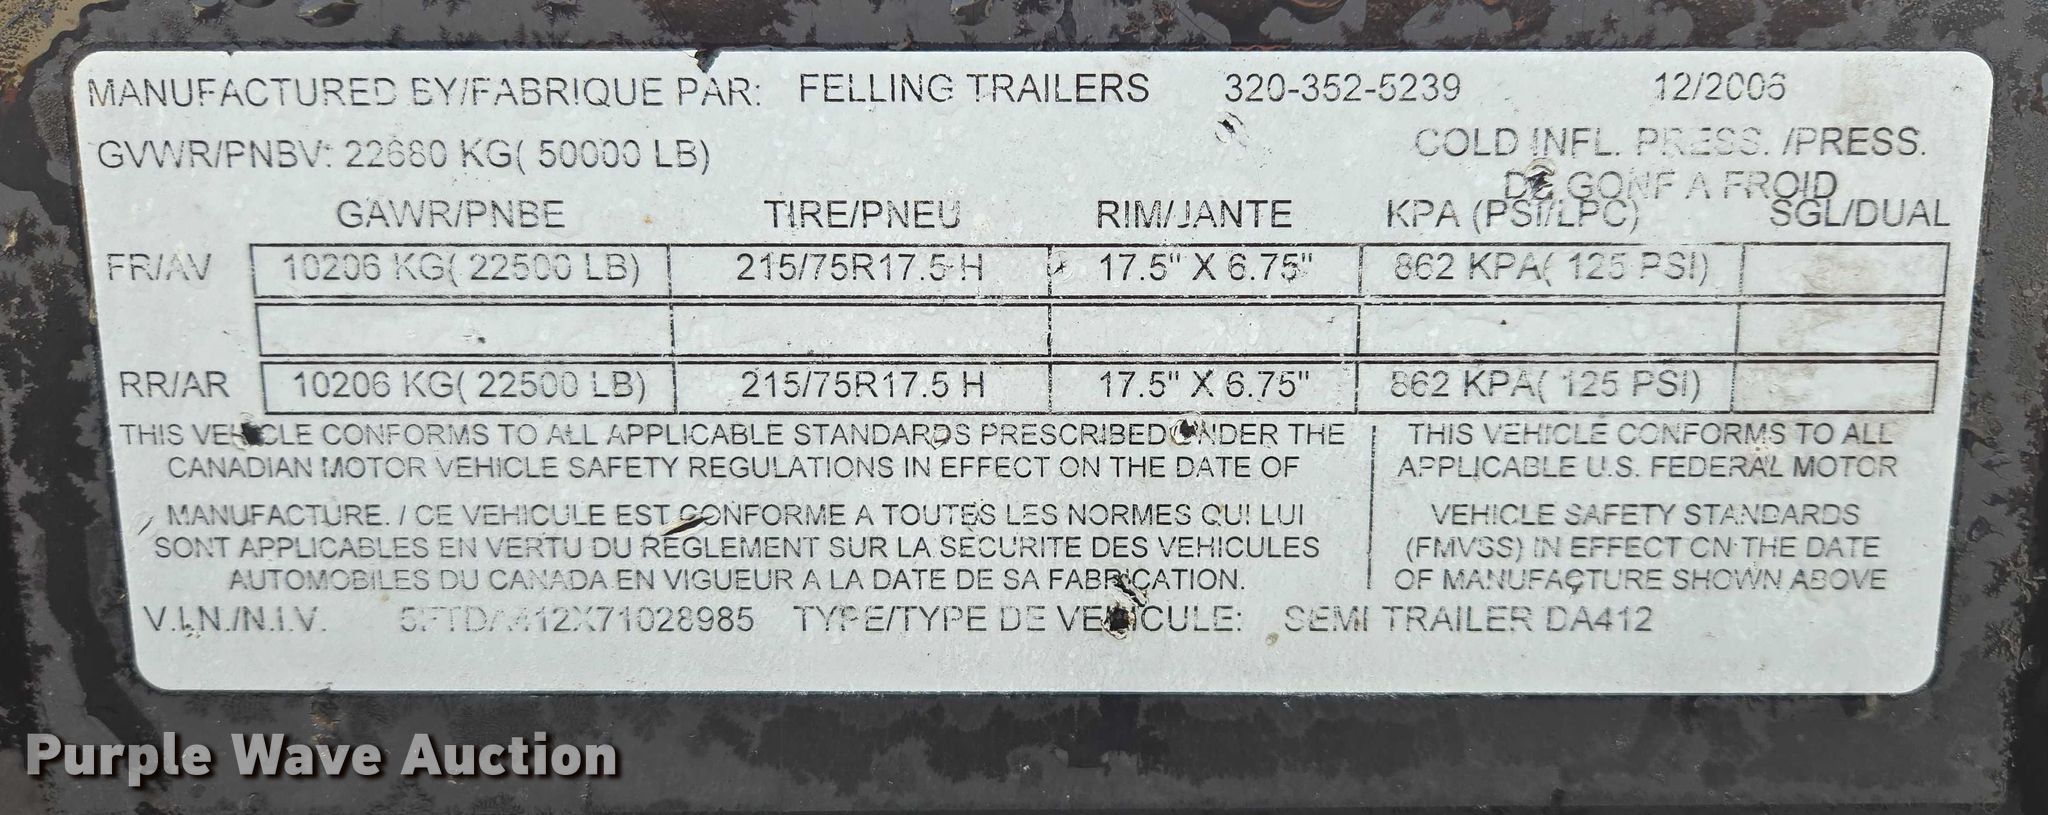 MANUFACTURED BY/FABRIQUE PAR: FELLING TRAILERS 320-352-5239 12/2006
GVWR/PNBV: 22680 KG( 50000 LB) COLD INFL. PRESS. /PRESS.
DE GONF A FROID
GAWR/PNBE TIRE/PNEU RIM/JANTE KPA (PSI/LPC) SGL/DUAL
FR/AV 10206 KG( 22500 LB) 215/75R17.5 H 17.5" X 6.75" 862 KPA( 125 PSI)
RR/AR 10206 KG( 22500 LB) 215/75R17.5 H 17.5" X 6.75" 862 KPA( 125 PSI)
THIS VEHICLE CONFORMS TO ALL APPLICABLE STANDARDS PRESCRIBED UNDER THE
CANADIAN MOTOR VEHICLE SAFETY REGULATIONS IN EFFECT ON THE DATE OF
MANUFACTURE. / CE VEHICULE EST CONFORME A TOUTES LES NORMES QUI LUI
SONT APPLICABLES EN VERTU DU REGLEMENT SUR LA SECURITE DES VEHICULES
AUTOMOBILES DU CANADA EN VIGUEUR A LA DATE DE SA FABRICATION.
THIS VEHICLE CONFORMS TO ALL
APPLICABLE U.S. FEDERAL MOTOR
VEHICLE SAFETY STANDARDS
(FMVSS) IN EFFECT ON THE DATE
OF MANUFACTURE SHOWN ABOVE
V.I.N./N.I.V. TYPE/TYPE DE VEHICULE: SEMI TRAILER DA412
Purple Wave Auction